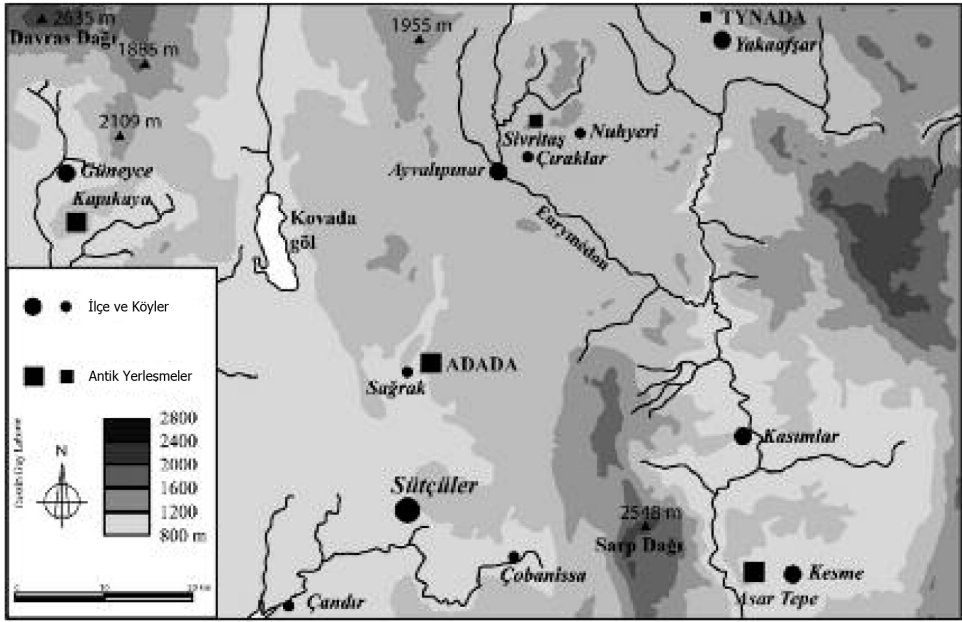 2635 m
Davras Dağı
1885 m
1955 m
TYNADA
Yakaafşar
2109 m
Sivritaş
Nuhyeri
Çıraklar
Ayvalıpınar
Güneyce
Kapıkaya
Kovada
göl
Eurymedon
İlçe ve Köyler
Antik Yerleşmeler
ADADA
Sağrak
2800
2400
2000
1600
1200
800 m
N
Kasımlar
Sütçüler
2548 m
Sarp Dağı
Çobanissa
Kesme
Asar Tepe
Çandır